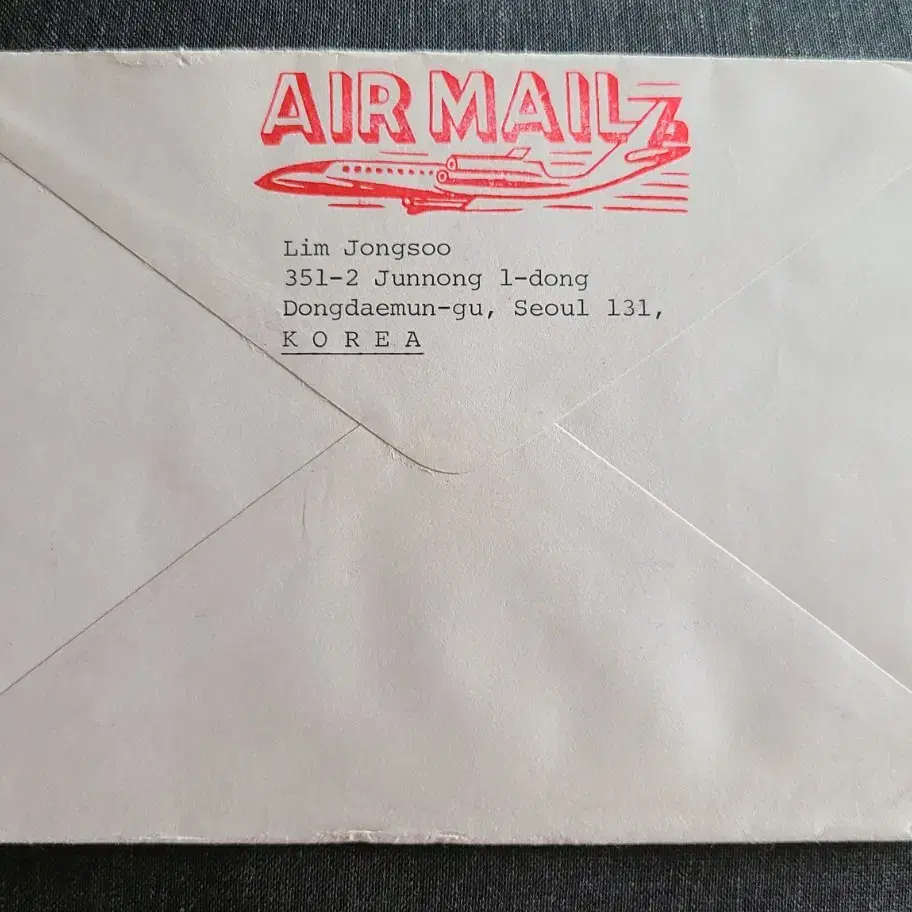 AIR MAIL
Lim Jongsoo
351-2 Junnong 1-dong
Dongdaemun-gu, Seoul 131,
K O R E A